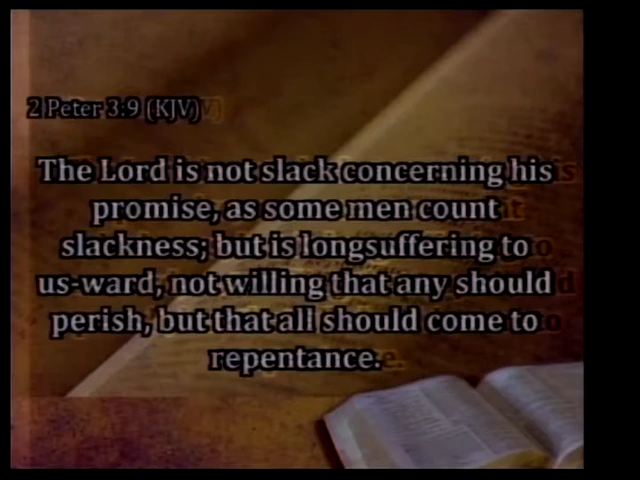 2 Peter 3:9 (KJV)
The Lord is not slack concerning his
promise, as some men count
slackness; but is longsuffering to
us-ward, not willing that any should
perish, but that all should come to
repentance.